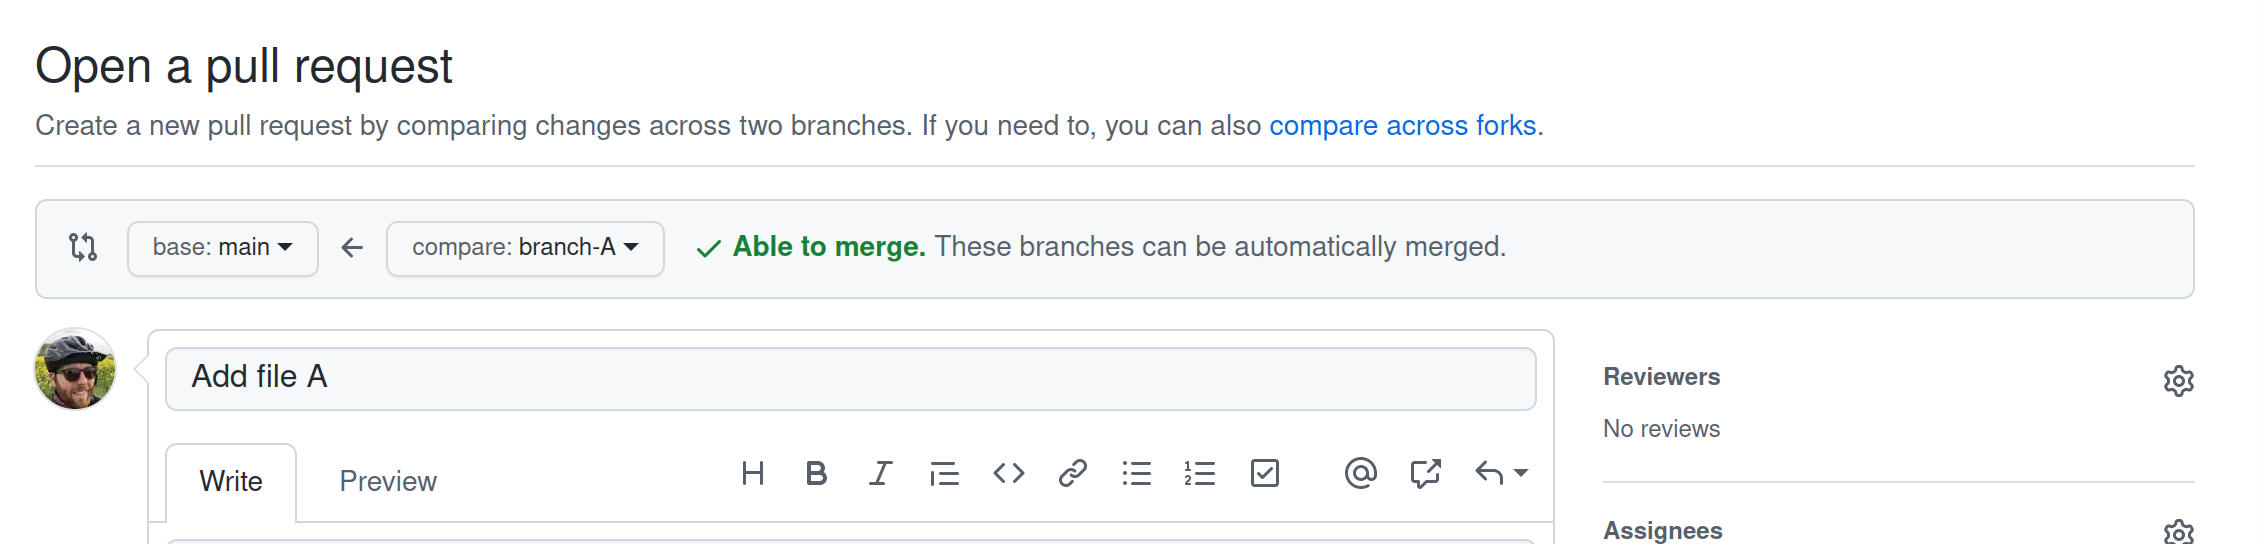 Open a pull request
Create a new pull request by comparing changes across two branches. If you need to, you can also compare across forks.
base: main
compare: branch-A
Able to merge. These branches can be automatically merged.
Add file A
Reviewers
No reviews
Write
Preview
Assignees